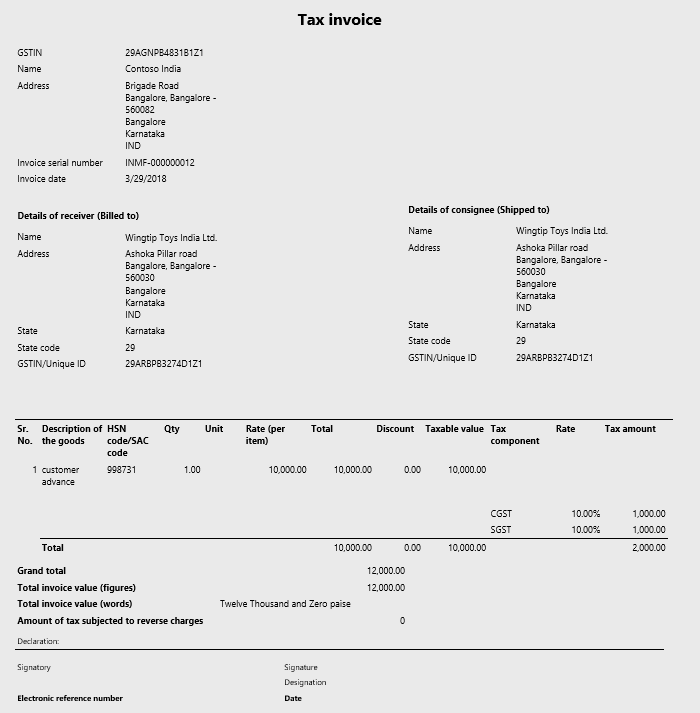 Tax invoice
GSTIN 29AGNPB4831B1Z1
Name Contoso India
Address Brigade Road
Bangalore, Bangalore -
560082
Bangalore
Karnataka
IND
Invoice serial number INMF-000000012
Invoice date 3/29/2018
Details of receiver (Billed to)
Name Wingtip Toys India Ltd.
Address Ashoka Pillar road
Bangalore, Bangalore -
560030
Bangalore
Karnataka
IND
State Karnataka
State code 29
GSTIN/Unique ID 29ARBPB3274D1Z1
Details of consignee (Shipped to)
Name Wingtip Toys India Ltd.
Address Ashoka Pillar road
Bangalore, Bangalore -
560030
Bangalore
Karnataka
IND
State Karnataka
State code 29
GSTIN/Unique ID 29ARBPB3274D1Z1
Sr. Description of HSN Qty Unit Rate (per Total Discount Taxable value Tax Rate Tax amount
No. the goods code/SAC item) component
code
1 customer 998731 1.00 10,000.00 10,000.00 0.00 10,000.00
advance
CGST 10.00% 1,000.00
SGST 10.00% 1,000.00
Total 10,000.00 0.00 10,000.00 2,000.00
Grand total 12,000.00
Total invoice value (figures) 12,000.00
Total invoice value (words) Twelve Thousand and Zero paise
Amount of tax subjected to reverse charges 0
Declaration:
Signatory Signature
Designation
Electronic reference number Date